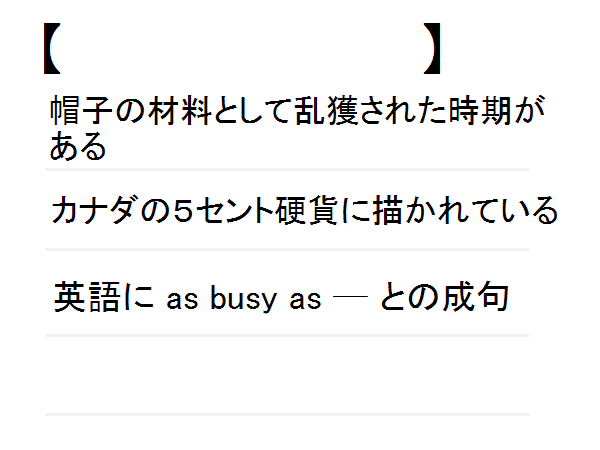 【　　　　　　　　　　】
帽子の材料として乱獲された時期が
ある
カナダの５セント硬貨に描かれている
英語に as busy as ― との成句